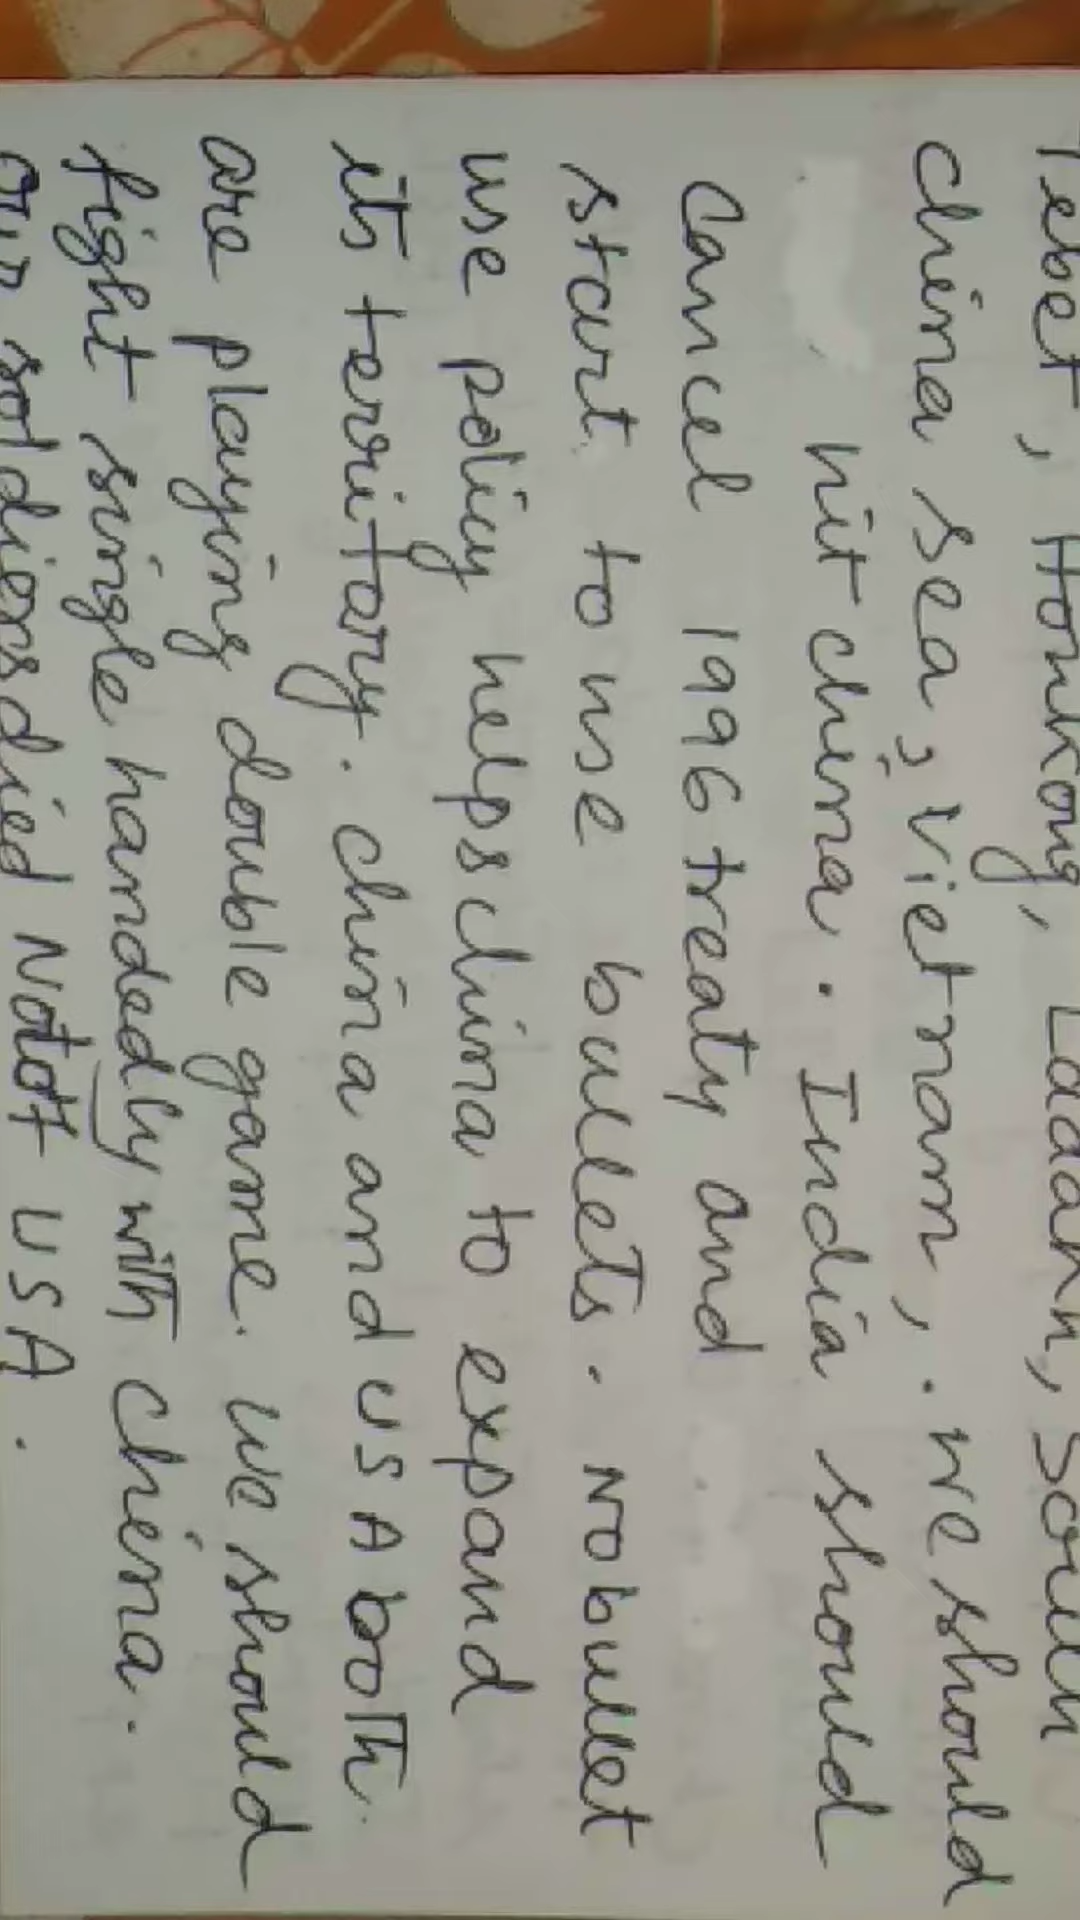 Tebet, Honkong, Ladakh, South
China sea, Vietnam, . we should
hit china. India should
Cancel 1996 treaty and
start to use bullets. No bullet
use policy helps china to expand
its territory. china and USA both
are playing double game. we should
fight single handedly with china.
our soldiers died Not USA.